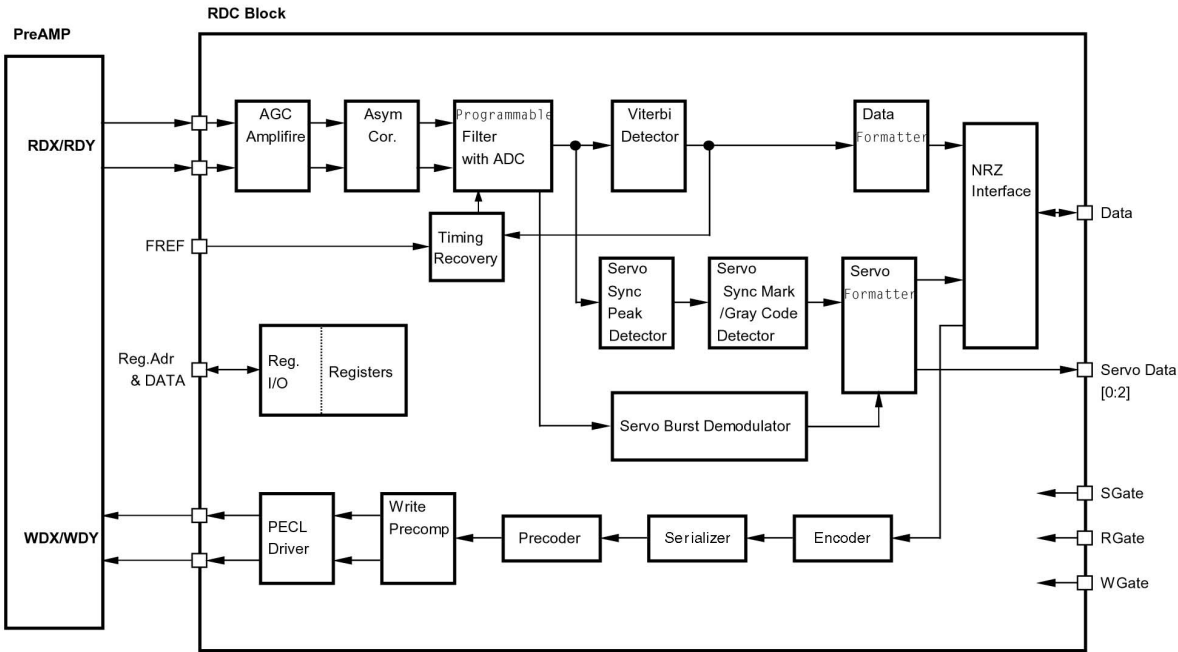 RDC Block
PreAMP
AGC
Amplifire
Asym
Cor.
Programmable
Filter
with ADC
Viterbi
Detector
Data
Formatter
RDX/RDY
NRZ
Interface
Data
FREF
Timing
Recovery
Servo
Sync
Peak
Detector
Servo
Sync Mark
/Gray Code
Detector
Servo
Formatter
Reg.Adr
& DATA
Reg.
I/O
Registers
Servo Data
[0:2]
Servo Burst Demodulator
SGate
RGate
WGate
WDX/WDY
PECL
Driver
Write
Precomp
Precoder
Serializer
Encoder